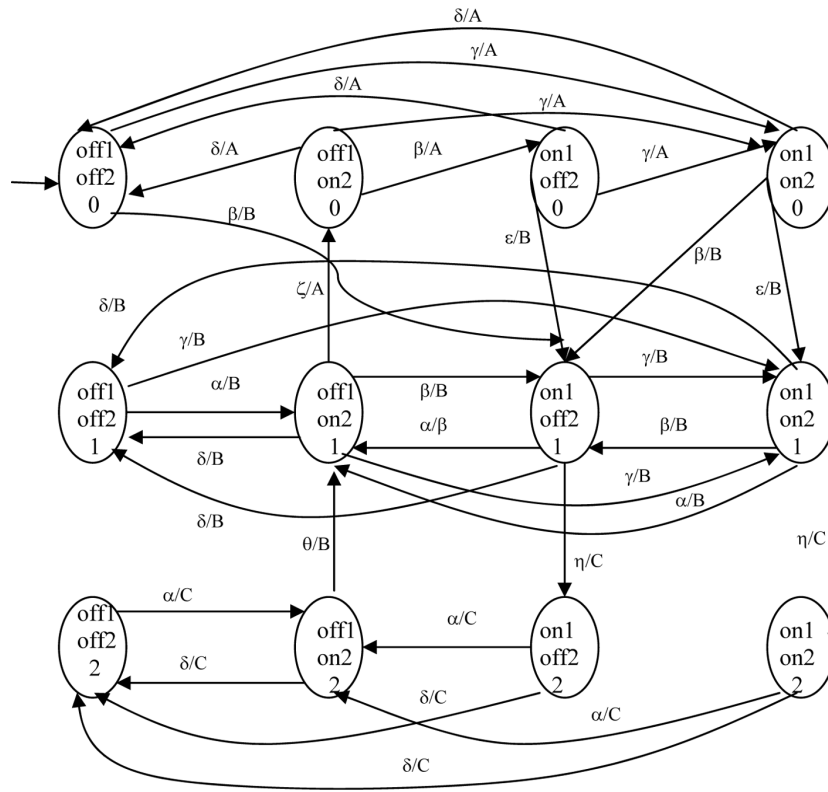 δ/A
γ/A
δ/A
γ/A
off1
off2
0
δ/A
off1
on2
0
β/A
on1
off2
0
γ/A
on1
on2
0
β/B
ε/B
β/B
ζ/A
ε/B
δ/B
γ/B
γ/B
α/B
off1
off2
1
off1
on2
1
β/B
on1
off2
1
on1
on2
1
α/β
β/B
δ/B
γ/B
α/B
δ/B
θ/B
η/C
η/C
α/C
off1
off2
2
off1
on2
2
α/C
on1
off2
2
on1
on2
2
δ/C
δ/C
α/C
δ/C